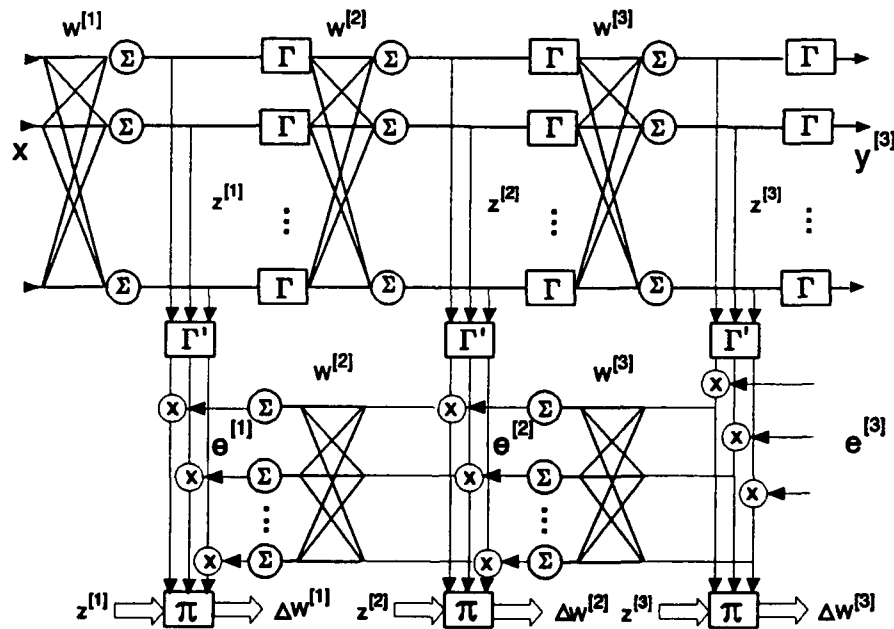 w[1] w[2] w[3]
Σ Γ Σ Γ Σ Γ
Σ Γ Σ Γ Σ Γ
x y[3]
z[1] z[2] z[3]
Σ Γ Σ Γ Σ Γ
Γ' Γ' Γ'
w[2] w[3]
x
x Σ x Σ
e[1] e[2] x e[3]
x Σ x Σ
x
x Σ x Σ
z[1] π Δw[1] z[2] π Δw[2] z[3] π Δw[3]